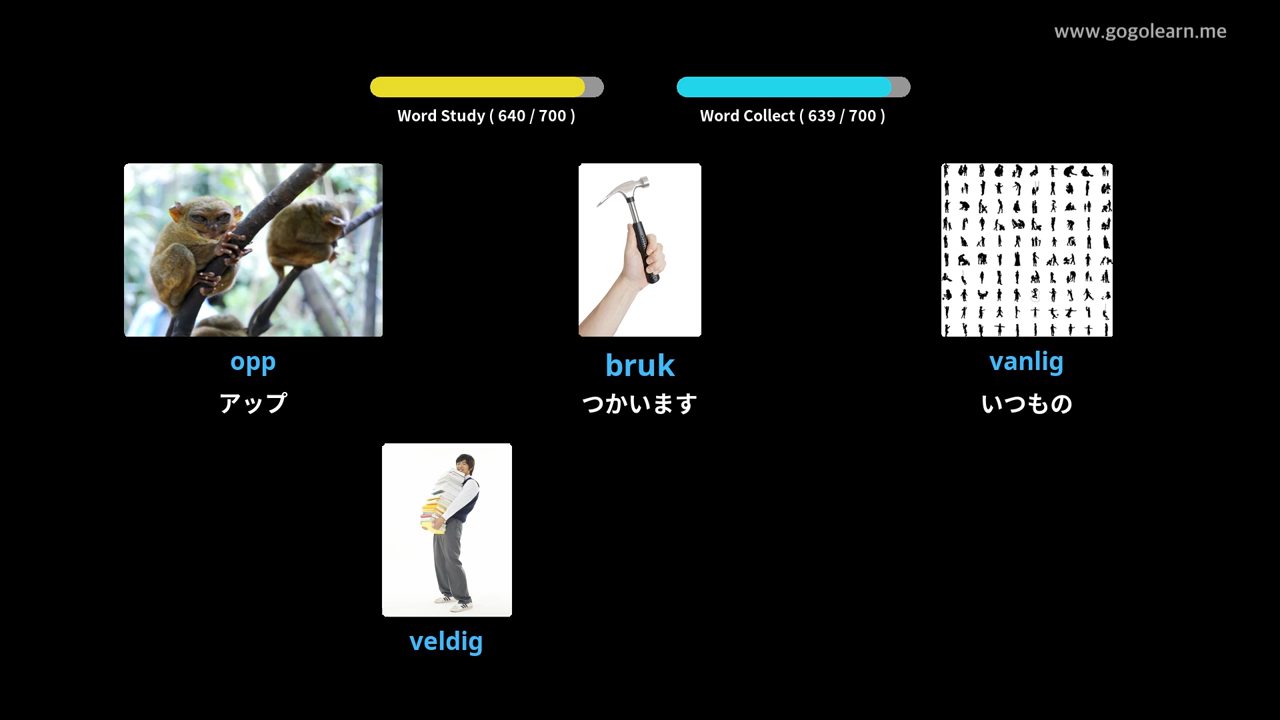 www.gogolearn.me
Word Study ( 640 / 700 )
Word Collect ( 639 / 700 )
opp
bruk
vanlig
アップ
つかいます
いつもの
veldig